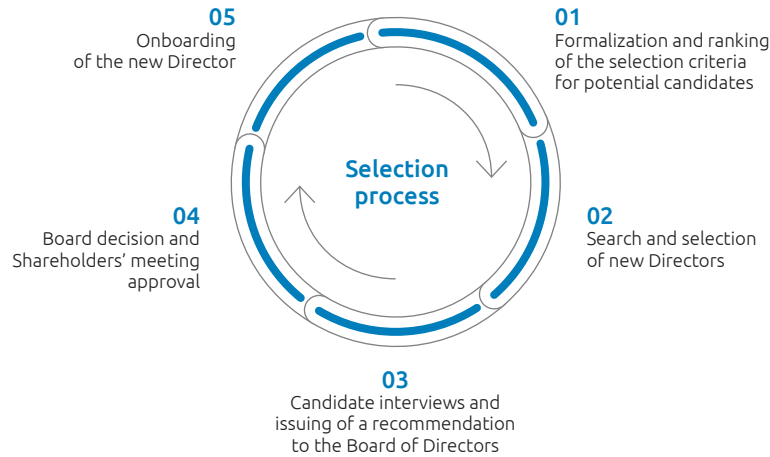 05
Onboarding
of the new Director
01
Formalization and ranking
of the selection criteria
for potential candidates
Selection
process
04
Board decision and
Shareholders’ meeting
approval
02
Search and selection
of new Directors
03
Candidate interviews and
issuing of a recommendation
to the Board of Directors